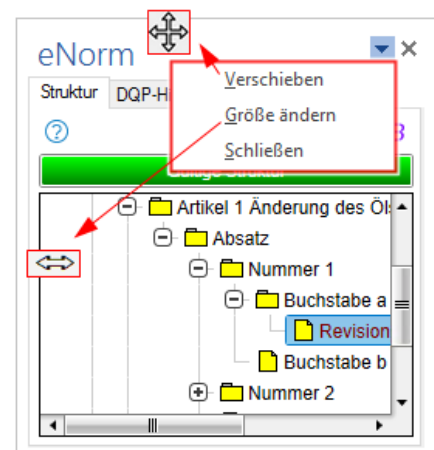 eNorm
Struktur DQP-Hi
Verschieben
Größe ändern
Schließen
Artikel 1 Änderung des Öls
Absatz
Nummer 1
Buchstabe a
Revision
Buchstabe b
Nummer 2